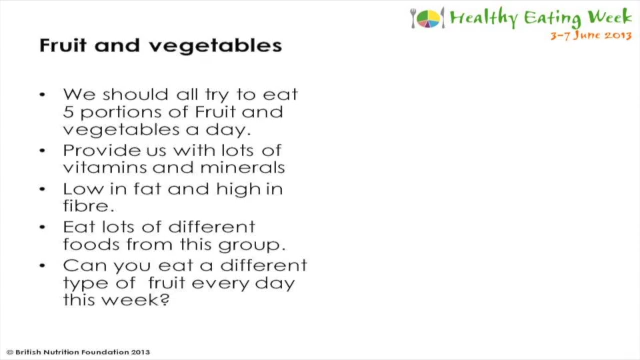 Healthy Eating Week
3-7 June 2013
Fruit and vegetables
• We should all try to eat
5 portions of Fruit and
vegetables a day.
• Provide us with lots of
vitamins and minerals
• Low in fat and high in
fibre.
• Eat lots of different
foods from this group.
• Can you eat a different
type of fruit every day
this week?
© British Nutrition Foundation 2013